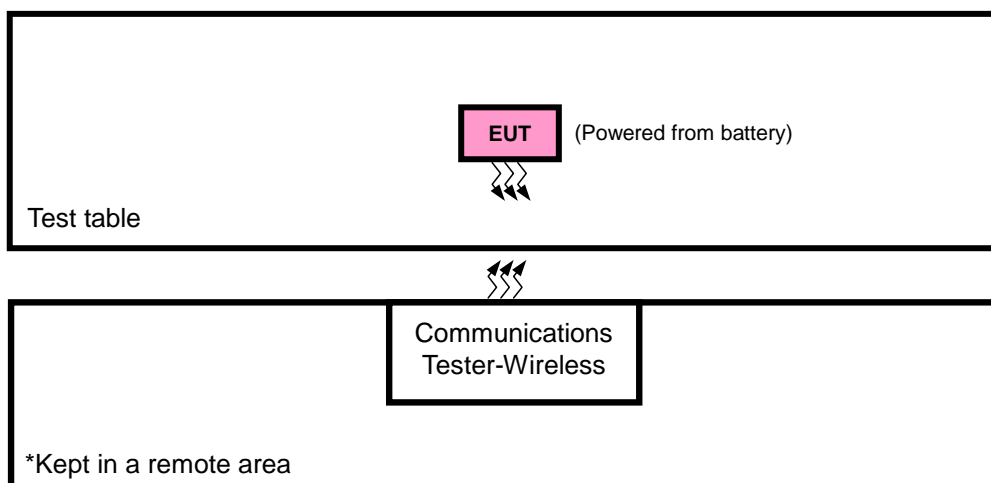 EUT
(Powered from battery)
Test table
Communications
Tester-Wireless
*Kept in a remote area